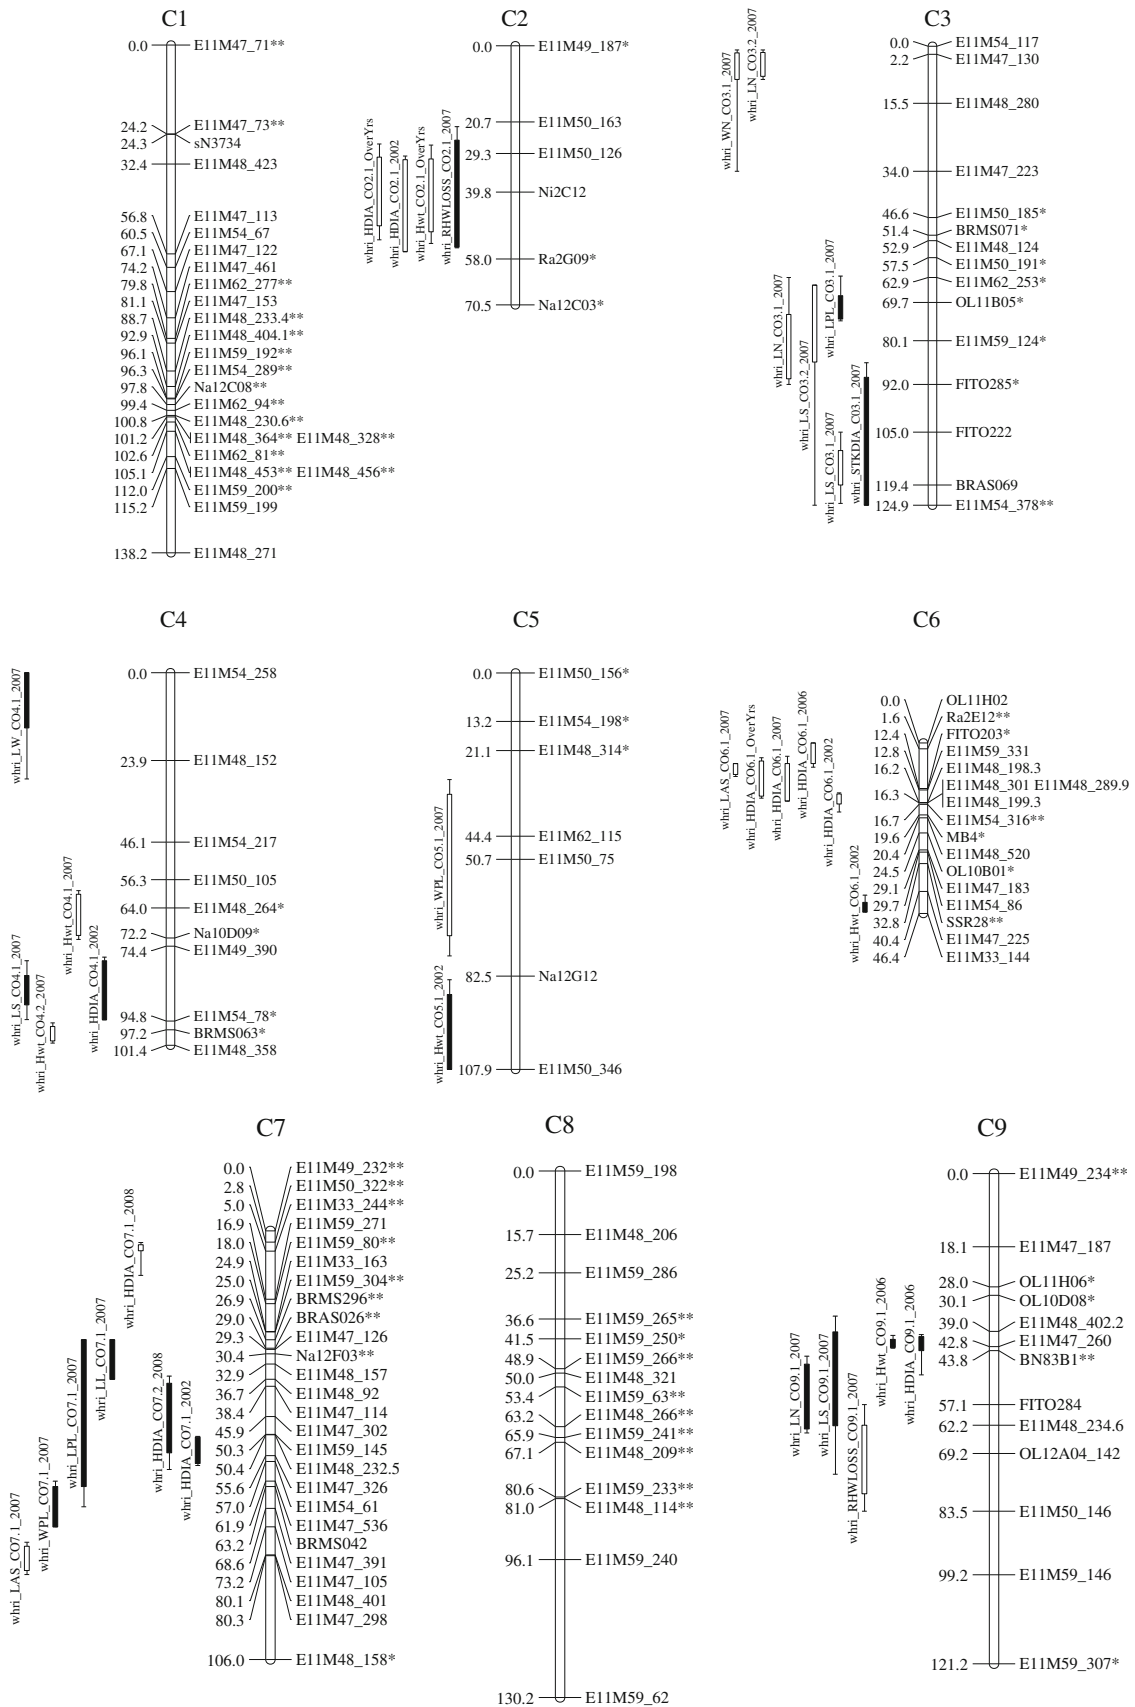 C1
0.0 E11M47_71**
24.2 E11M47_73**
24.3 sN3734
32.4 E11M48_423
56.8 E11M47_113
60.5 E11M54_67
67.1 E11M47_122
74.2 E11M47_461
79.8 E11M62_277**
81.1 E11M47_153
88.7 E11M48_233.4**
92.9 E11M48_404.1**
96.1 E11M59_192**
96.3 E11M54_289**
97.8 Na12C08**
99.4 E11M62_94**
100.8 E11M48_230.6**
101.2 E11M48_364** E11M48_328**
102.6 E11M62_81**
105.1 E11M48_453** E11M48_456**
112.0 E11M59_200**
115.2 E11M59_199
138.2 E11M48_271
C2
whri_HDIA_CO2.1_OverYrs
whri_HDIA_CO2.1_2002
whri_Hwt_CO2.1_OverYrs
whri_RHWLOSS_CO2.1_2007
0.0 E11M49_187*
20.7 E11M50_163
29.3 E11M50_126
39.8 Ni2C12
58.0 Ra2G09*
70.5 Na12C03*
C3
whri_WN_CO3.1_2007
whri_LN_CO3.2_2007
whri_LN_CO3.1_2007
whri_LS_CO3.2_2007
whri_LPL_CO3.1_2007
whri_LS_CO3.1_2007
whri_STKDIA_C03.1_2007
0.0 E11M54_117
2.2 E11M47_130
15.5 E11M48_280
34.0 E11M47_223
46.6 E11M50_185*
51.4 BRMS071*
52.9 E11M48_124
57.5 E11M50_191*
62.9 E11M62_253*
69.7 OL11B05*
80.1 E11M59_124*
92.0 FITO285*
105.0 FITO222
119.4 BRAS069
124.9 E11M54_378**
C4
whri_LW_CO4.1_2007
whri_LS_CO4.1_2007
whri_Hwt_CO4.2_2007
whri_Hwt_CO4.1_2007
whri_HDIA_CO4.1_2002
0.0 E11M54_258
23.9 E11M48_152
46.1 E11M54_217
56.3 E11M50_105
64.0 E11M48_264*
72.2 Na10D09*
74.4 E11M49_390
94.8 E11M54_78*
97.2 BRMS063*
101.4 E11M48_358
C5
whri_WPL_CO5.1_2007
whri_Hwt_CO5.1_2002
0.0 E11M50_156*
13.2 E11M54_198*
21.1 E11M48_314*
44.4 E11M62_115
50.7 E11M50_75
82.5 Na12G12
107.9 E11M50_346
C6
whri_LAS_CO6.1_2007
whri_HDIA_CO6.1_OverYrs
whri_HDIA_C06.1_2007
whri_HDIA_CO6.1_2006
whri_HDIA_CO6.1_2002
whri_Hwt_CO6.1_2002
0.0 OL11H02
1.6 Ra2E12**
12.4 FITO203*
12.8 E11M59_331
16.2 E11M48_198.3
16.3 E11M48_301 E11M48_289.9
E11M48_199.3
16.7 E11M54_316**
19.6 MB4*
20.4 E11M48_520
24.5 OL10B01*
29.1 E11M47_183
29.7 E11M54_86
32.8 SSR28**
40.4 E11M47_225
46.4 E11M33_144
C7
whri_LAS_CO7.1_2007
whri_WPL_CO7.1_2007
whri_LPL_CO7.1_2007
whri_LL_CO7.1_2007
whri_HDIA_CO7.1_2008
whri_HDIA_CO7.2_2008
whri_HDIA_CO7.1_2002
0.0 E11M49_232**
2.8 E11M50_322**
5.0 E11M33_244**
16.9 E11M59_271
18.0 E11M59_80**
24.9 E11M33_163
25.0 E11M59_304**
26.9 BRMS296**
29.0 BRAS026**
29.3 E11M47_126
30.4 Na12F03**
32.9 E11M48_157
36.7 E11M48_92
38.4 E11M47_114
45.9 E11M47_302
50.3 E11M59_145
50.4 E11M48_232.5
55.6 E11M47_326
57.0 E11M54_61
61.9 E11M47_536
63.2 BRMS042
68.6 E11M47_391
73.2 E11M47_105
80.1 E11M48_401
80.3 E11M47_298
106.0 E11M48_158*
C8
0.0 E11M59_198
15.7 E11M48_206
25.2 E11M59_286
36.6 E11M59_265**
41.5 E11M59_250*
48.9 E11M59_266**
50.0 E11M48_321
53.4 E11M59_63**
63.2 E11M48_266**
65.9 E11M59_241**
67.1 E11M48_209**
80.6 E11M59_233**
81.0 E11M48_114**
96.1 E11M59_240
130.2 E11M59_62
C9
whri_LN_CO9.1_2007
whri_LS_CO9.1_2007
whri_RHWLOSS_CO9.1_2007
whri_Hwt_CO9.1_2006
whri_HDIA_CO9.1_2006
0.0 E11M49_234**
18.1 E11M47_187
28.0 OL11H06*
30.1 OL10D08*
39.0 E11M48_402.2
42.8 E11M47_260
43.8 BN83B1**
57.1 FITO284
62.2 E11M48_234.6
69.2 OL12A04_142
83.5 E11M50_146
99.2 E11M59_146
121.2 E11M59_307*